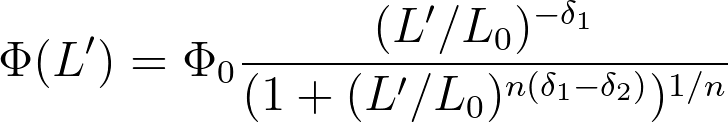 Φ(L′) = Φ₀ (L′/L₀)^{−δ₁} / (1 + (L′/L₀)^{n(δ₁−δ₂)})^{1/n}